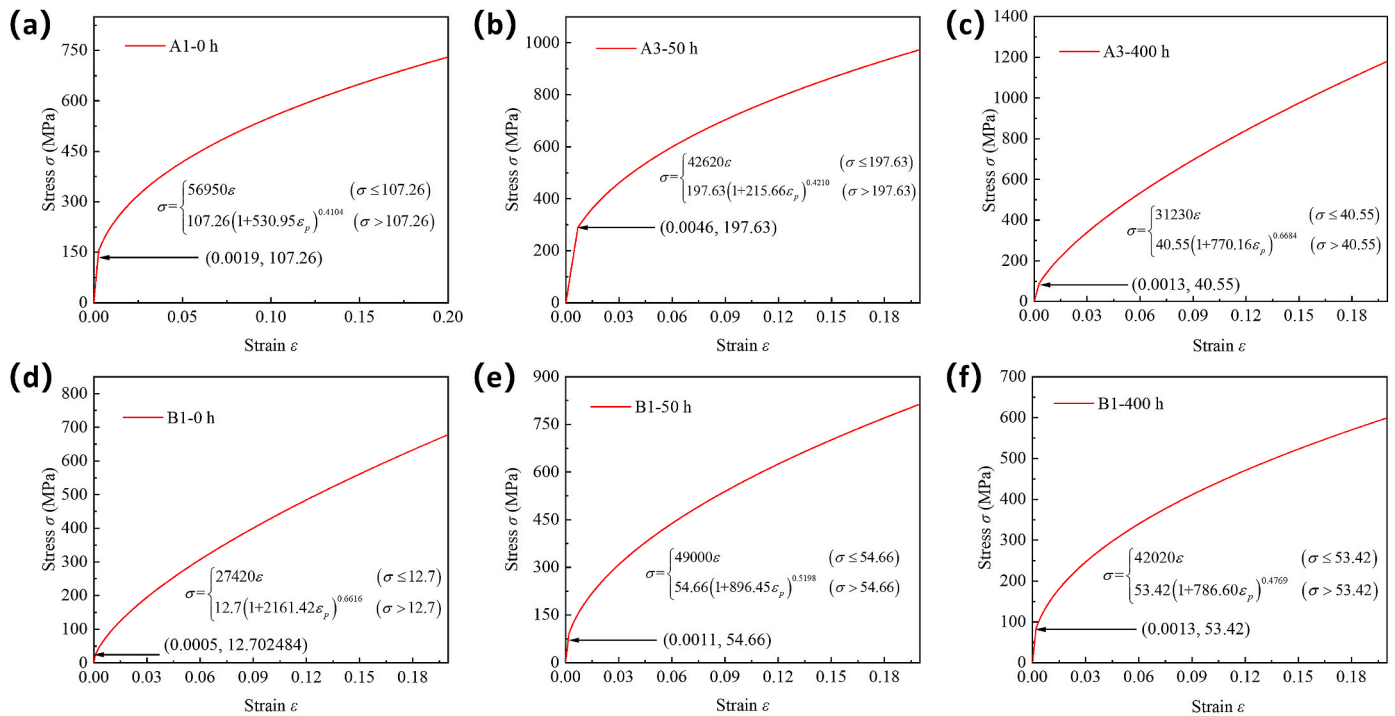 (a)
A1-0 h
Stress σ (MPa)
750
600
450
300
150
0
σ={56950ε (σ≤107.26)
107.26(1+530.95εp)^0.4104 (σ>107.26)
(0.0019, 107.26)
0.00 0.05 0.10 0.15 0.20
Strain ε
(b)
A3-50 h
Stress σ (MPa)
1000
800
600
400
200
0
σ={42620ε (σ≤197.63)
197.63(1+215.66εp)^0.4210 (σ>197.63)
(0.0046, 197.63)
0.00 0.03 0.06 0.09 0.12 0.15 0.18
Strain ε
(c)
A3-400 h
Stress σ (MPa)
1400
1200
1000
800
600
400
200
0
σ={31230ε (σ≤40.55)
40.55(1+770.16εp)^0.6684 (σ>40.55)
(0.0013, 40.55)
0.00 0.03 0.06 0.09 0.12 0.15 0.18
Strain ε
(d)
B1-0 h
Stress σ (MPa)
800
700
600
500
400
300
200
100
0
σ={27420ε (σ≤12.7)
12.7(1+2161.42εp)^0.6616 (σ>12.7)
(0.0005, 12.702484)
0.00 0.03 0.06 0.09 0.12 0.15 0.18
Strain ε
(e)
B1-50 h
Stress σ (MPa)
900
750
600
450
300
150
0
σ={49000ε (σ≤54.66)
54.66(1+896.45εp)^0.5198 (σ>54.66)
(0.0011, 54.66)
0.00 0.03 0.06 0.09 0.12 0.15 0.18
Strain ε
(f)
B1-400 h
Stress σ (MPa)
700
600
500
400
300
200
100
0
σ={42020ε (σ≤53.42)
53.42(1+786.60εp)^0.4769 (σ>53.42)
(0.0013, 53.42)
0.00 0.03 0.06 0.09 0.12 0.15 0.18
Strain ε